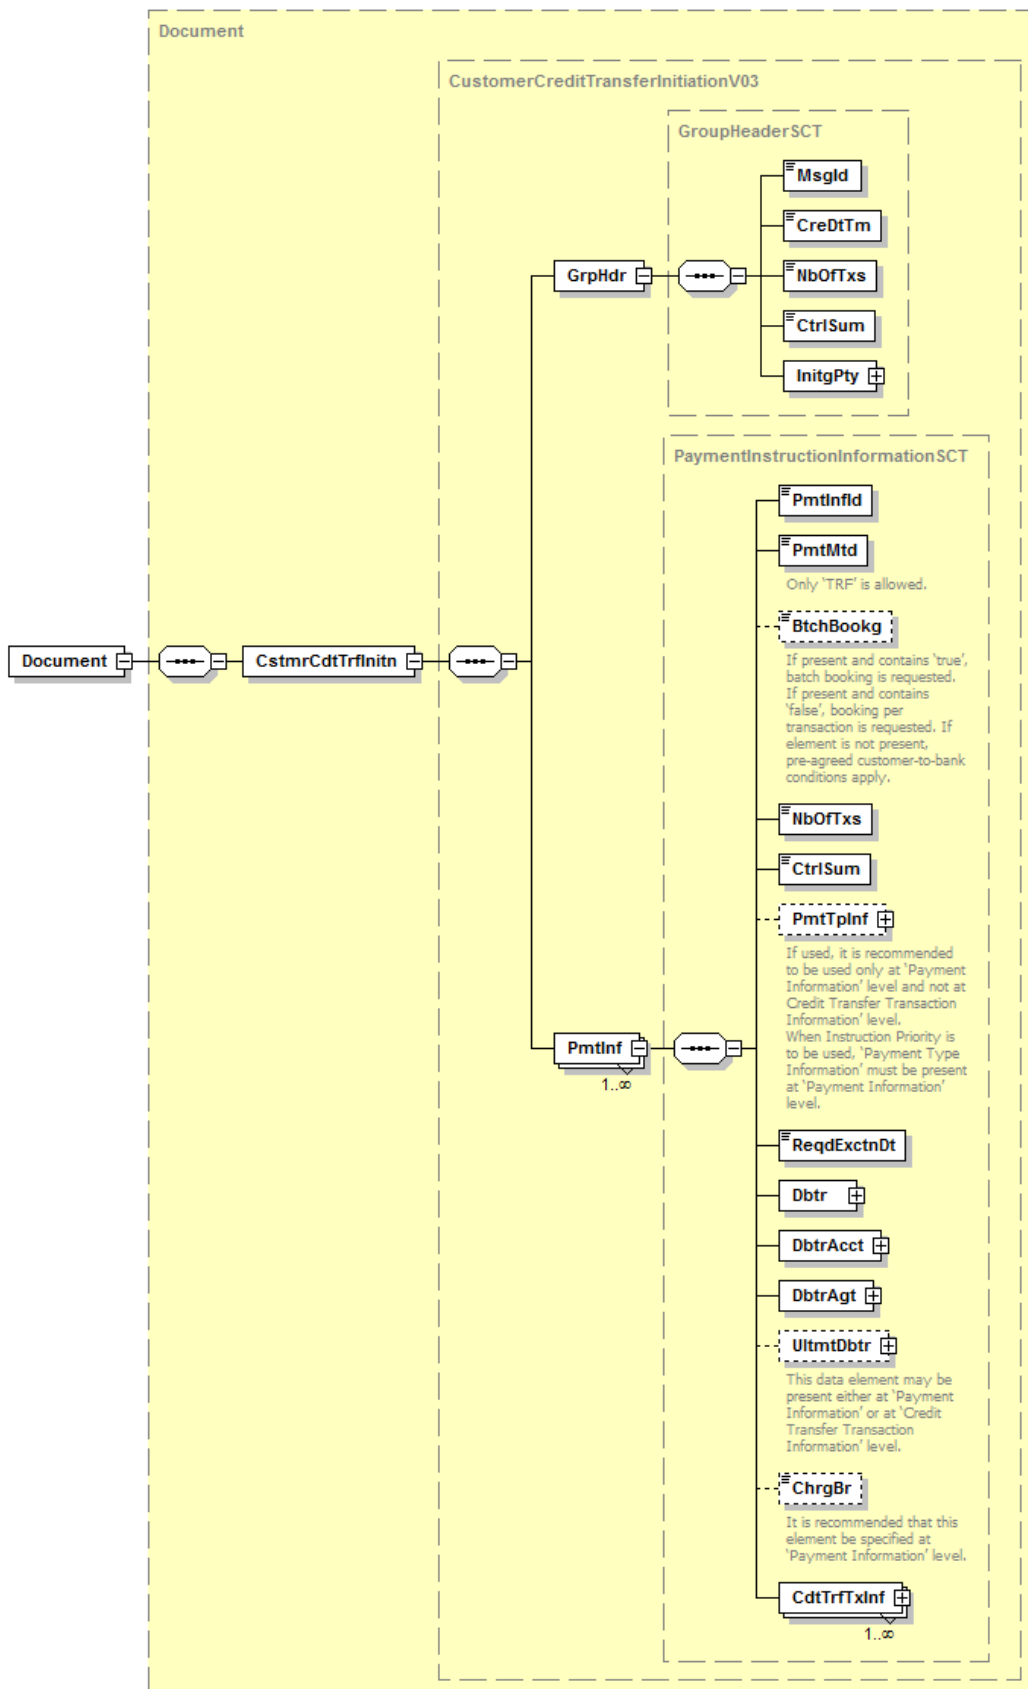 Document
CustomerCreditTransferInitiationV03
GroupHeaderSCT
MsgId
CreDtTm
GrpHdr
NbOfTxs
CtrlSum
InitgPty
PaymentInstructionInformationSCT
PmtInfId
PmtMtd
Only 'TRF' is allowed.
BtchBookg
Document
CstmrCdtTrfInitn
If present and contains 'true',
batch booking is requested.
If present and contains
'false', booking per
transaction is requested. If
element is not present,
pre-agreed customer-to-bank
conditions apply.
NbOfTxs
CtrlSum
PmtTpInf
If used, it is recommended
to be used only at 'Payment
Information' level and not at
Credit Transfer Transaction
Information' level.
When Instruction Priority is
to be used, 'Payment Type
Information' must be present
at 'Payment Information'
level.
PmtInf
1..∞
ReqdExctnDt
Dbtr
DbtrAcct
DbtrAgt
UltmtDbtr
This data element may be
present either at 'Payment
Information' or at 'Credit
Transfer Transaction
Information' level.
ChrgBr
It is recommended that this
element be specified at
'Payment Information' level.
CdtTrfTxInf
1..∞